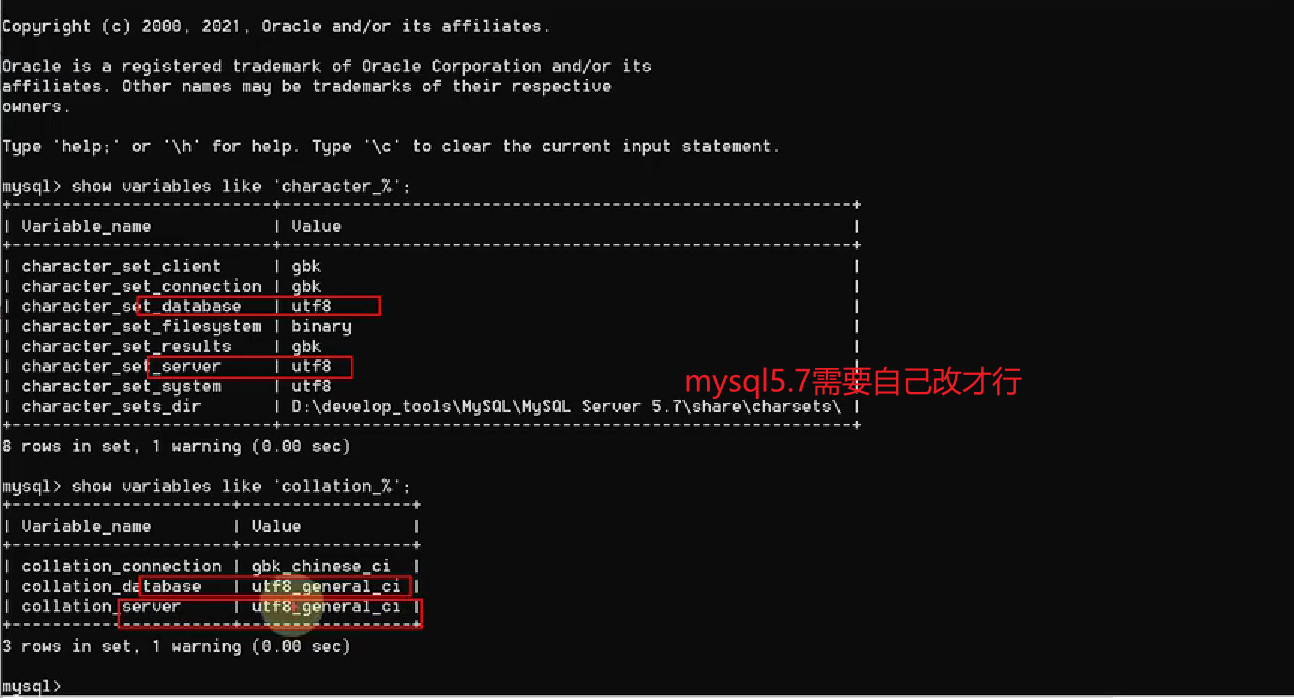 Copyright (c) 2000, 2021, Oracle and/or its affiliates.
Oracle is a registered trademark of Oracle Corporation and/or its
affiliates. Other names may be trademarks of their respective
owners.
Type 'help;' or '\h' for help. Type '\c' to clear the current input statement.
mysql> show variables like 'character_%';
+--------------------------+---------------------------------------------------------+
| Variable_name            | Value                                                   |
+--------------------------+---------------------------------------------------------+
| character_set_client     | gbk                                                     |
| character_set_connection | gbk                                                     |
| character_set_database   | utf8                                                    |
| character_set_filesystem | binary                                                  |
| character_set_results    | gbk                                                     |
| character_set_server     | utf8                                                    |
mysql5.7需要自己改才行
| character_set_system     | utf8                                                    |
| character_sets_dir       | D:\develop_tools\MySQL\MySQL Server 5.7\share\charsets\ |
+--------------------------+---------------------------------------------------------+
8 rows in set, 1 warning (0.00 sec)
mysql> show variables like 'collation_%';
+----------------------+-----------------+
| Variable_name        | Value           |
+----------------------+-----------------+
| collation_connection | gbk_chinese_ci  |
| collation_database   | utf8_general_ci |
| collation_server     | utf8_general_ci |
+----------------------+-----------------+
3 rows in set, 1 warning (0.00 sec)
mysql>